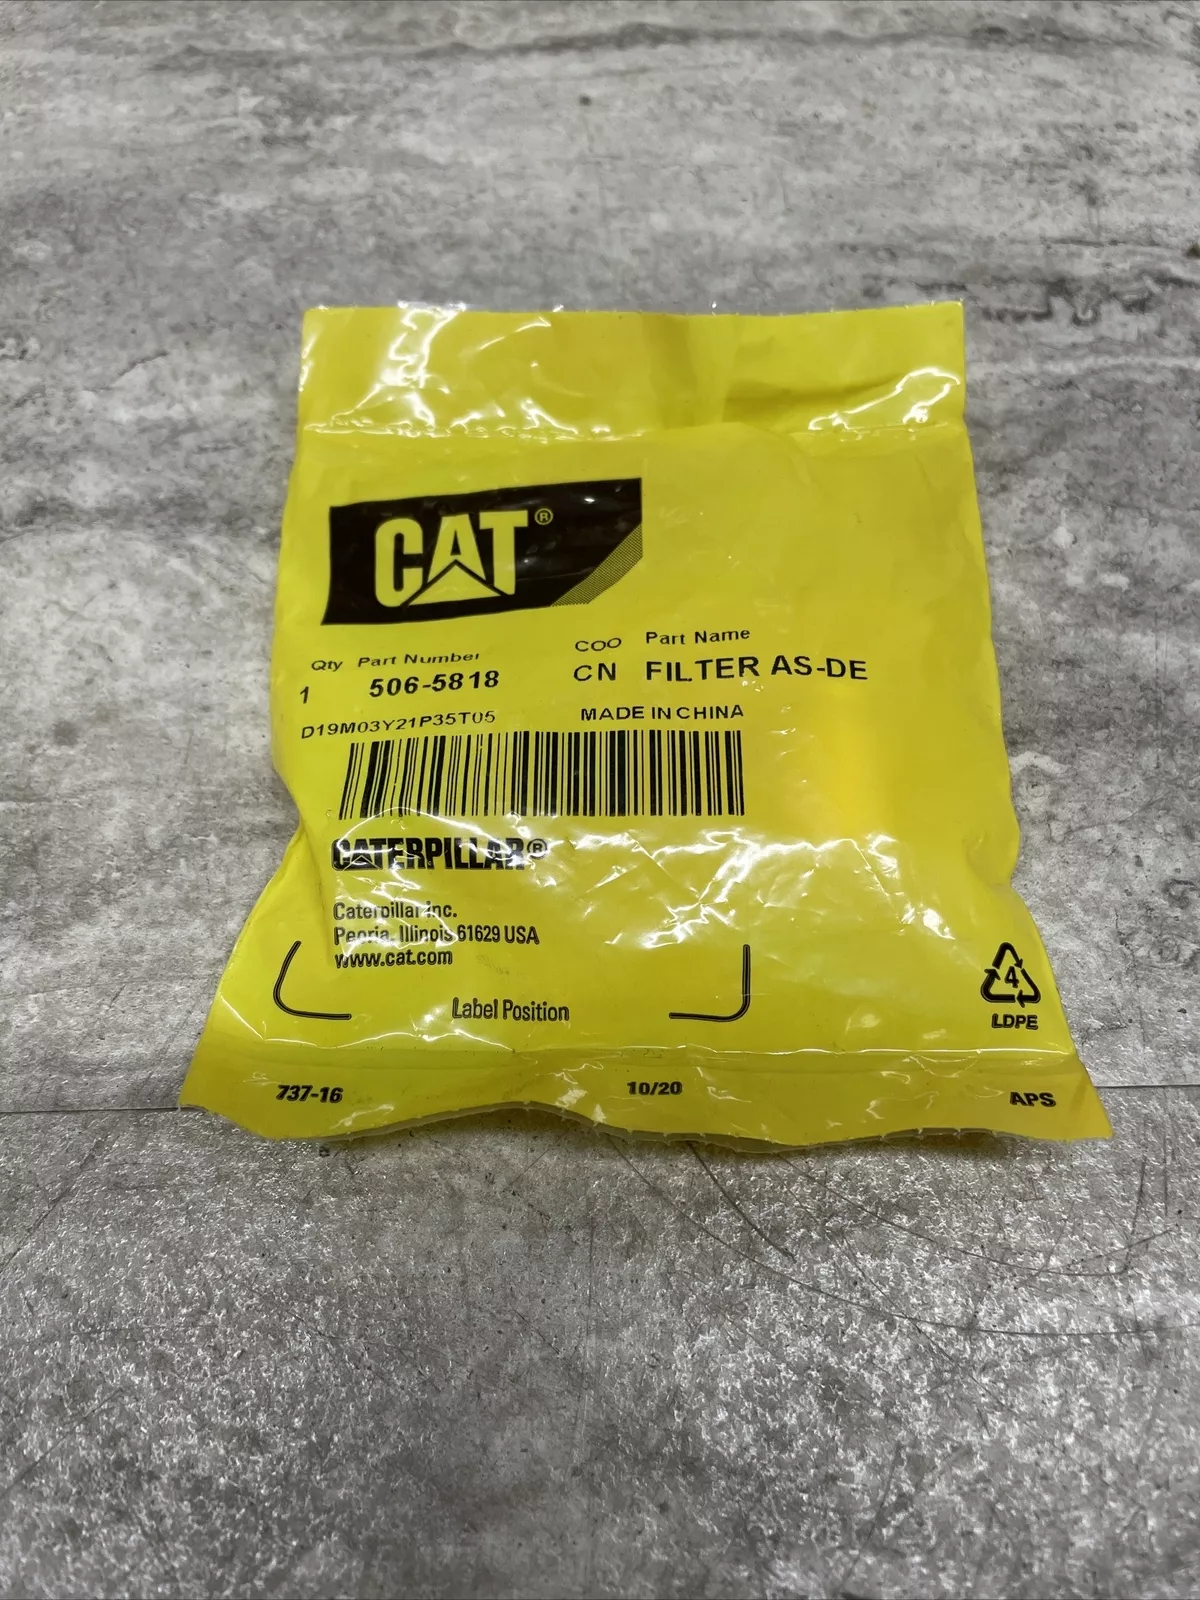 CAT®
Qty Part Number COO Part Name
1 506-5818 CN FILTER AS-DE
D19M03Y21P35T05 MADE IN CHINA
CATERPILLAR®
Caterpillar Inc.
Peoria, Illinois 61629 USA
www.cat.com
Label Position
4
LDPE
737-16 10/20 APS